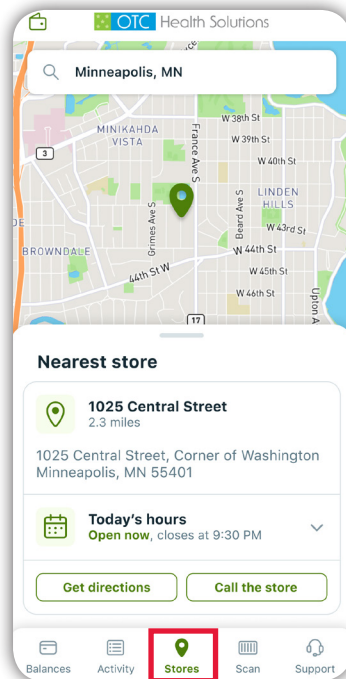 OTC Health Solutions
Minneapolis, MN
W 38th St
MINIKAHDA
VISTA
France Ave S
W 39th St
3
W 40th St
LINDEN
HILLS
Grimes Ave S
Beard Ave S
W 43rd St
DE
BROWNDALE
W 44th St
44th St W
W 45th St
W 46th St
Upton A
17
Nearest store
1025 Central Street
2.3 miles
1025 Central Street, Corner of Washington
Minneapolis, MN 55401
Today's hours
Open now, closes at 9:30 PM
Get directions
Call the store
Balances
Activity
Stores
Scan
Support